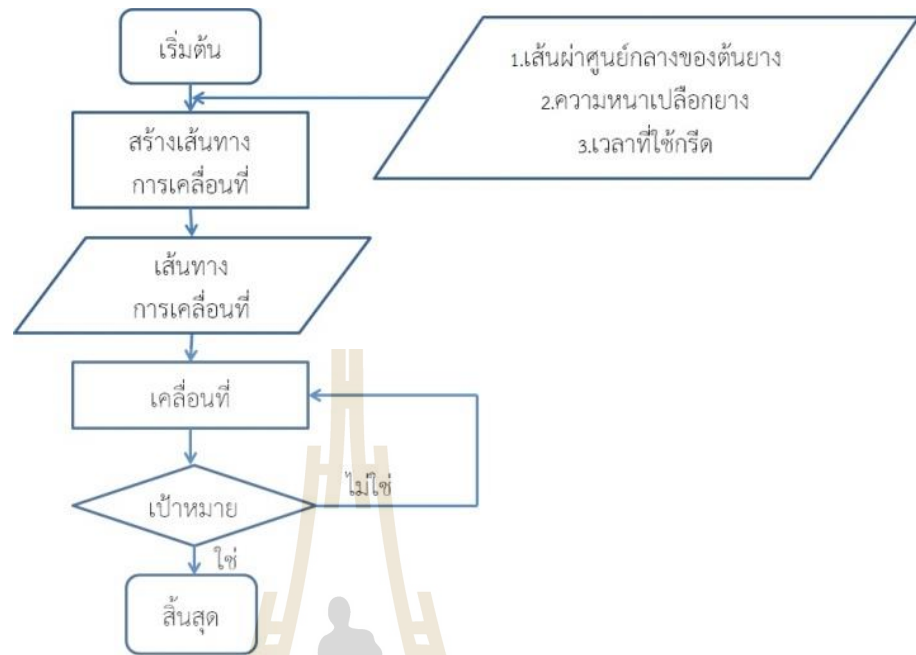 เริ่มต้น
1.เส้นผ่าศูนย์กลางของต้นยาง
2.ความหนาเปลือกยาง
3.เวลาที่ใช้กรีด
สร้างเส้นทาง
การเคลื่อนที่
เส้นทาง
การเคลื่อนที่
เคลื่อนที่
เป้าหมาย
ไม่ใช่
ใช่
สิ้นสุด